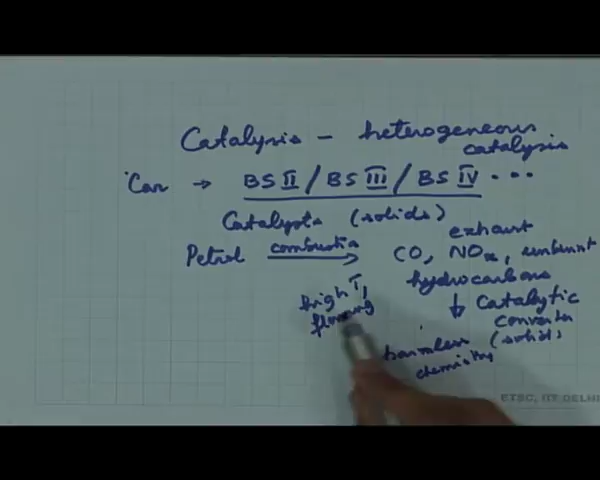 Catalysis - heterogeneous
catalysis
Car → BS II / BS III / BS IV ...
Catalysts (solids)
exhaust
Petrol combustion → CO, NOx, unburnt
hydrocarbons
high T,
flowing
↓ Catalytic
converter
(solids)
harmless
chemistry
ETSC, IIT DELHI